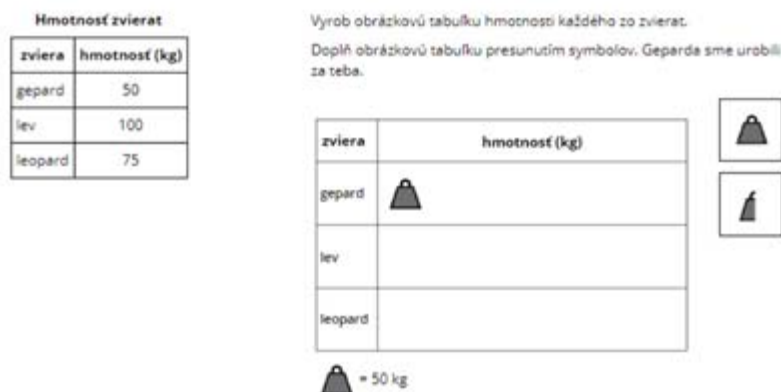 Hmotnosť zvierat
zviera hmotnosť (kg)
gepard 50
lev 100
leopard 75
Vyrob obrázkovú tabuľku hmotnosti každého zo zvierat.
Doplň obrázkovú tabuľku presunutím symbolov. Geparda sme urobili
za teba.
zviera hmotnosť (kg)
gepard
lev
leopard
= 50 kg